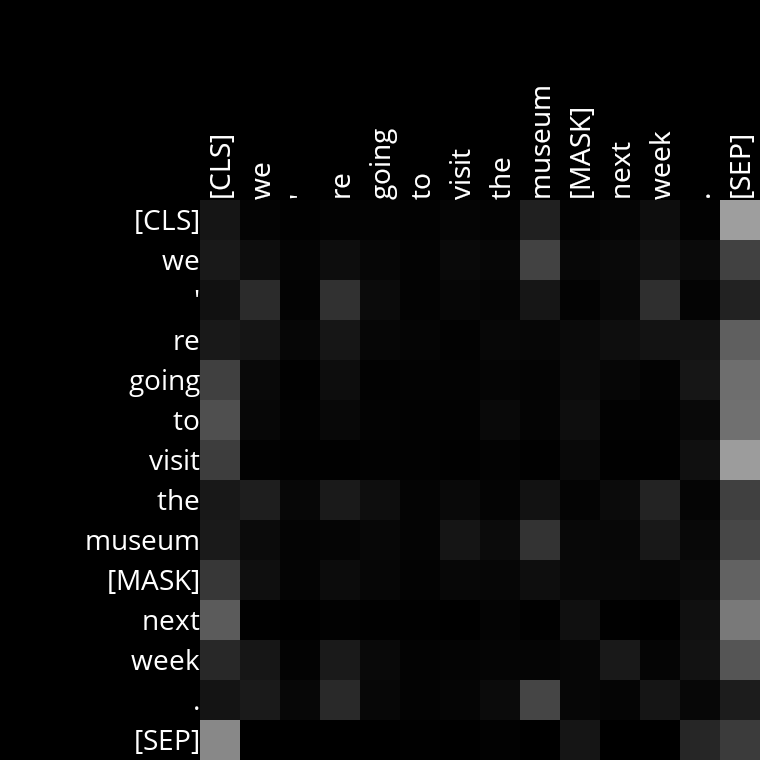 [CLS] we ' re going to visit the museum [MASK] next week . [SEP]
[CLS]
we
'
re
going
to
visit
the
museum
[MASK]
next
week
.
[SEP]